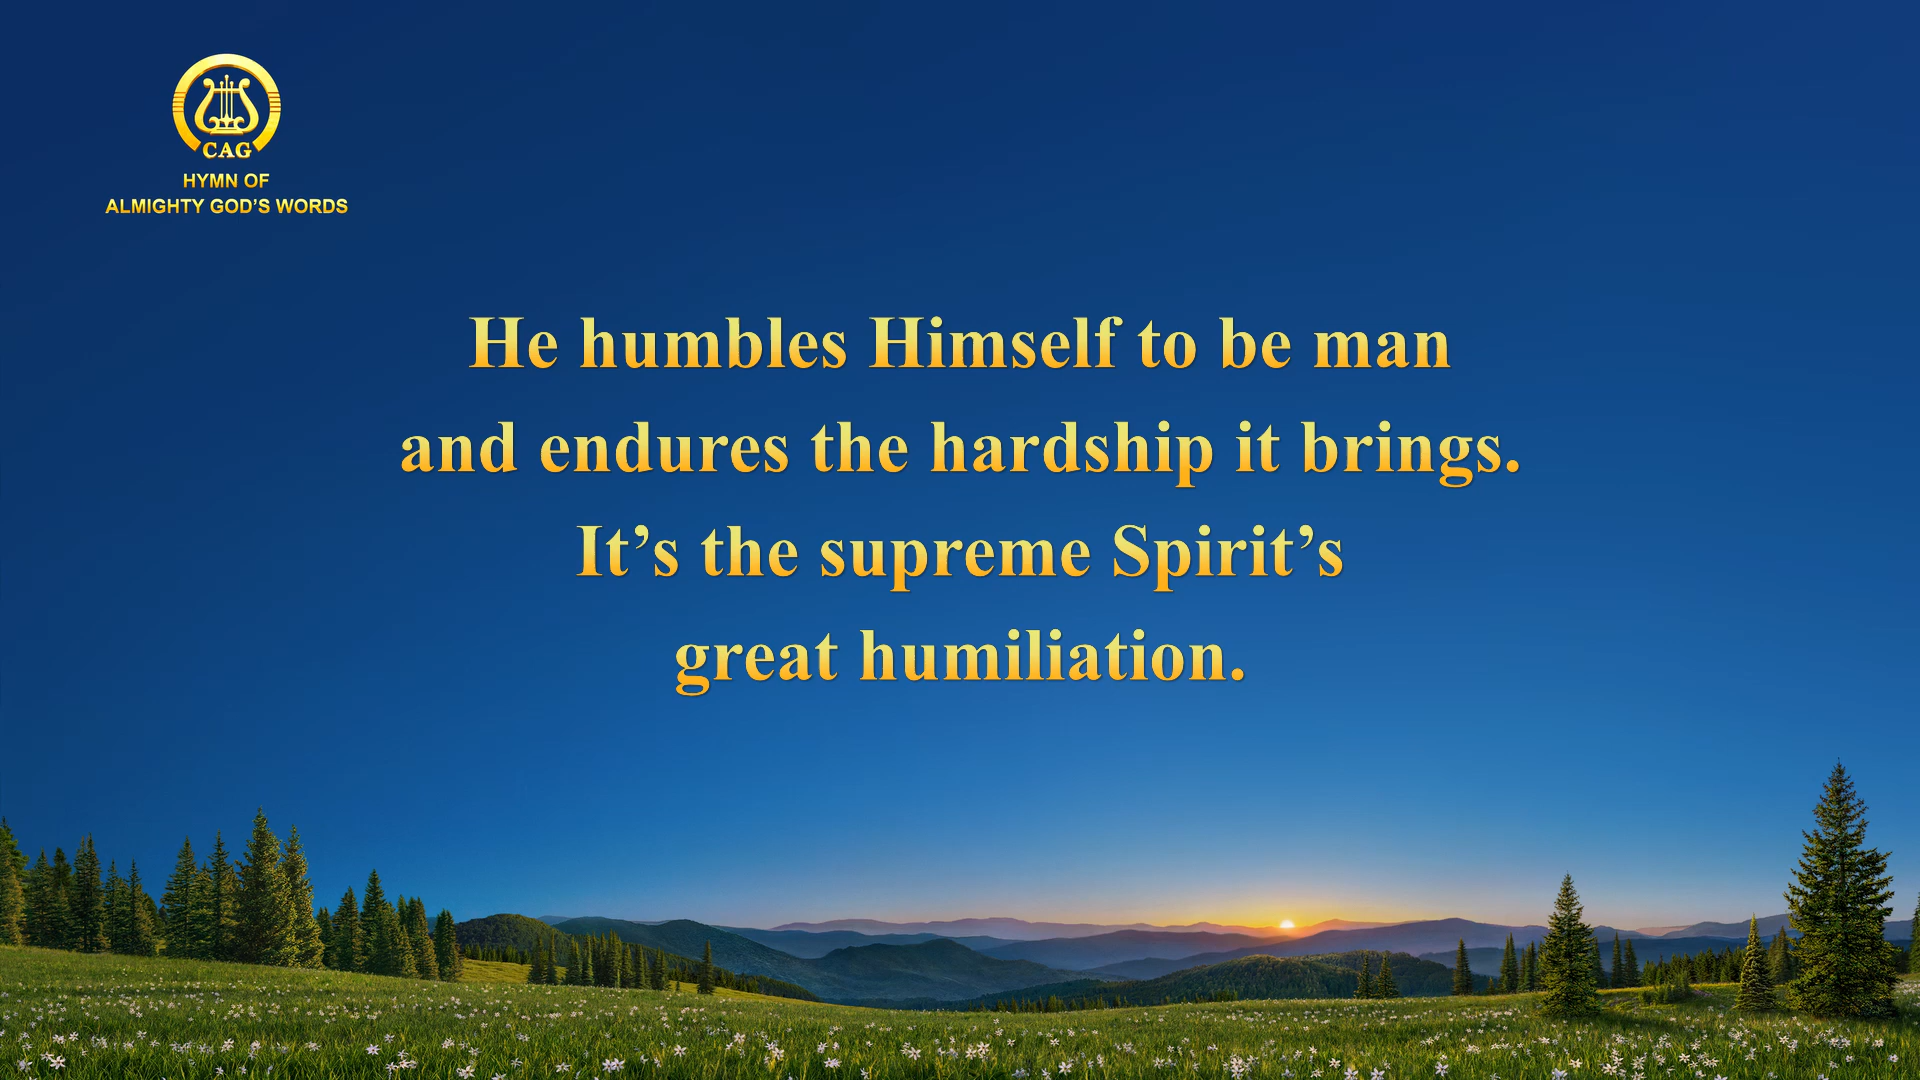 CAG
HYMN OF
ALMIGHTY GOD’S WORDS
He humbles Himself to be man
and endures the hardship it brings.
It’s the supreme Spirit’s
great humiliation.